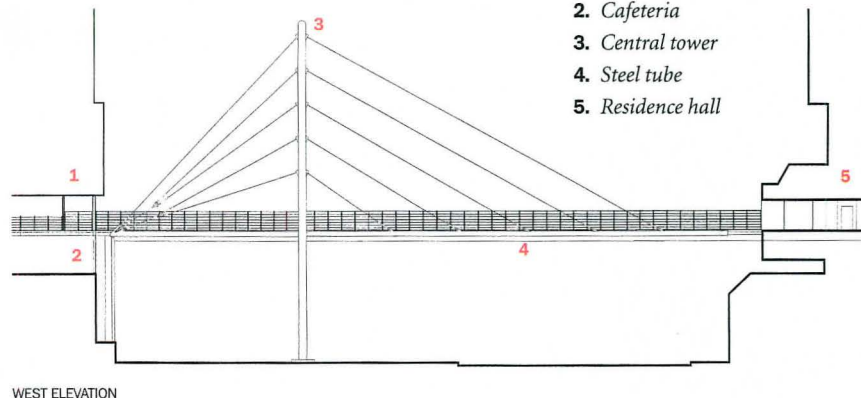 2. Cafeteria
3. Central tower
4. Steel tube
5. Residence hall
3
1
5
2
4
WEST ELEVATION